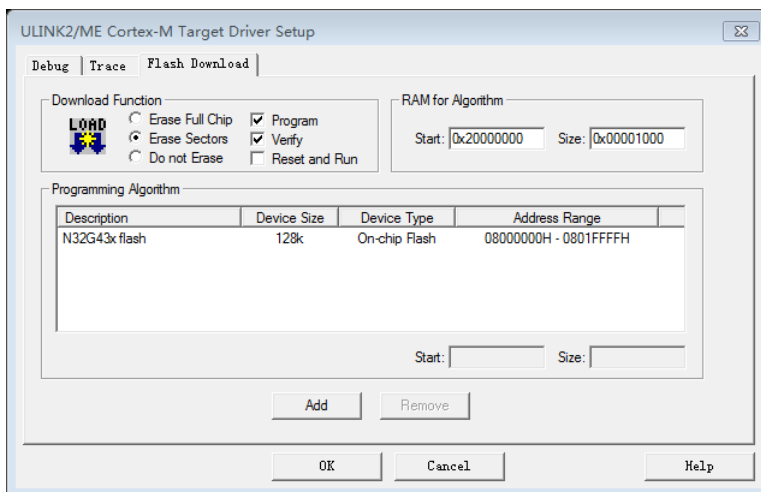 ULINK2/ME Cortex-M Target Driver Setup
Debug Trace Flash Download
Download Function
LOAD
Erase Full Chip Program
Erase Sectors Verify
Do not Erase Reset and Run
RAM for Algorithm
Start: 0x20000000 Size: 0x00001000
Programming Algorithm
Description Device Size Device Type Address Range
N32G43x flash 128k On-chip Flash 08000000H - 0801FFFFH
Start: Size:
Add Remove
OK Cancel Help